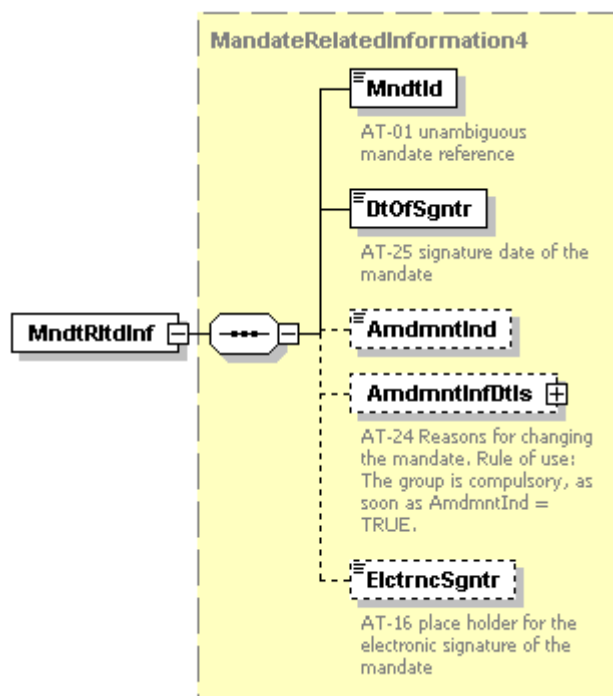 MandateRelatedInformation4
MndtId
AT-01 unambiguous
mandate reference
DtOfSgntr
AT-25 signature date of the
mandate
MndtRltdInf
AmdmntInd
AmdmntInfDtls
AT-24 Reasons for changing
the mandate. Rule of use:
The group is compulsory, as
soon as AmdmntInd =
TRUE.
ElctrncSgntr
AT-16 place holder for the
electronic signature of the
mandate